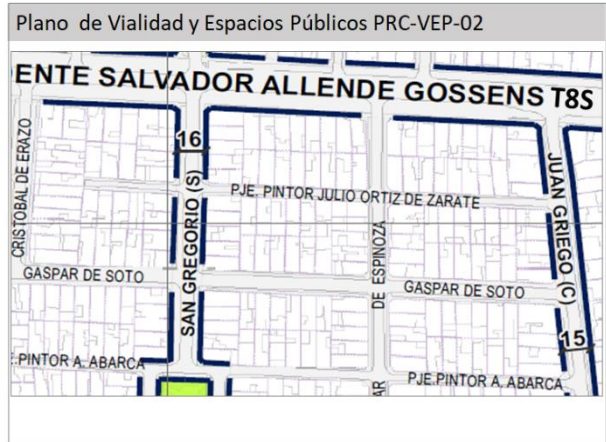 Plano de Vialidad y Espacios Públicos PRC-VEP-02
ENTE SALVADOR ALLENDE GOSSENS T8S
16
CRISTOBAL DE ERAZO
SAN GREGORIO (S)
PJE. PINTOR JULIO ORTIZ DE ZARATE
JUAN GRIEGO (C)
DE ESPINOZA
GASPAR DE SOTO
GASPAR DE SOTO
15
PINTOR A. ABARCA
AR
PJE.PINTOR A. ABARCA